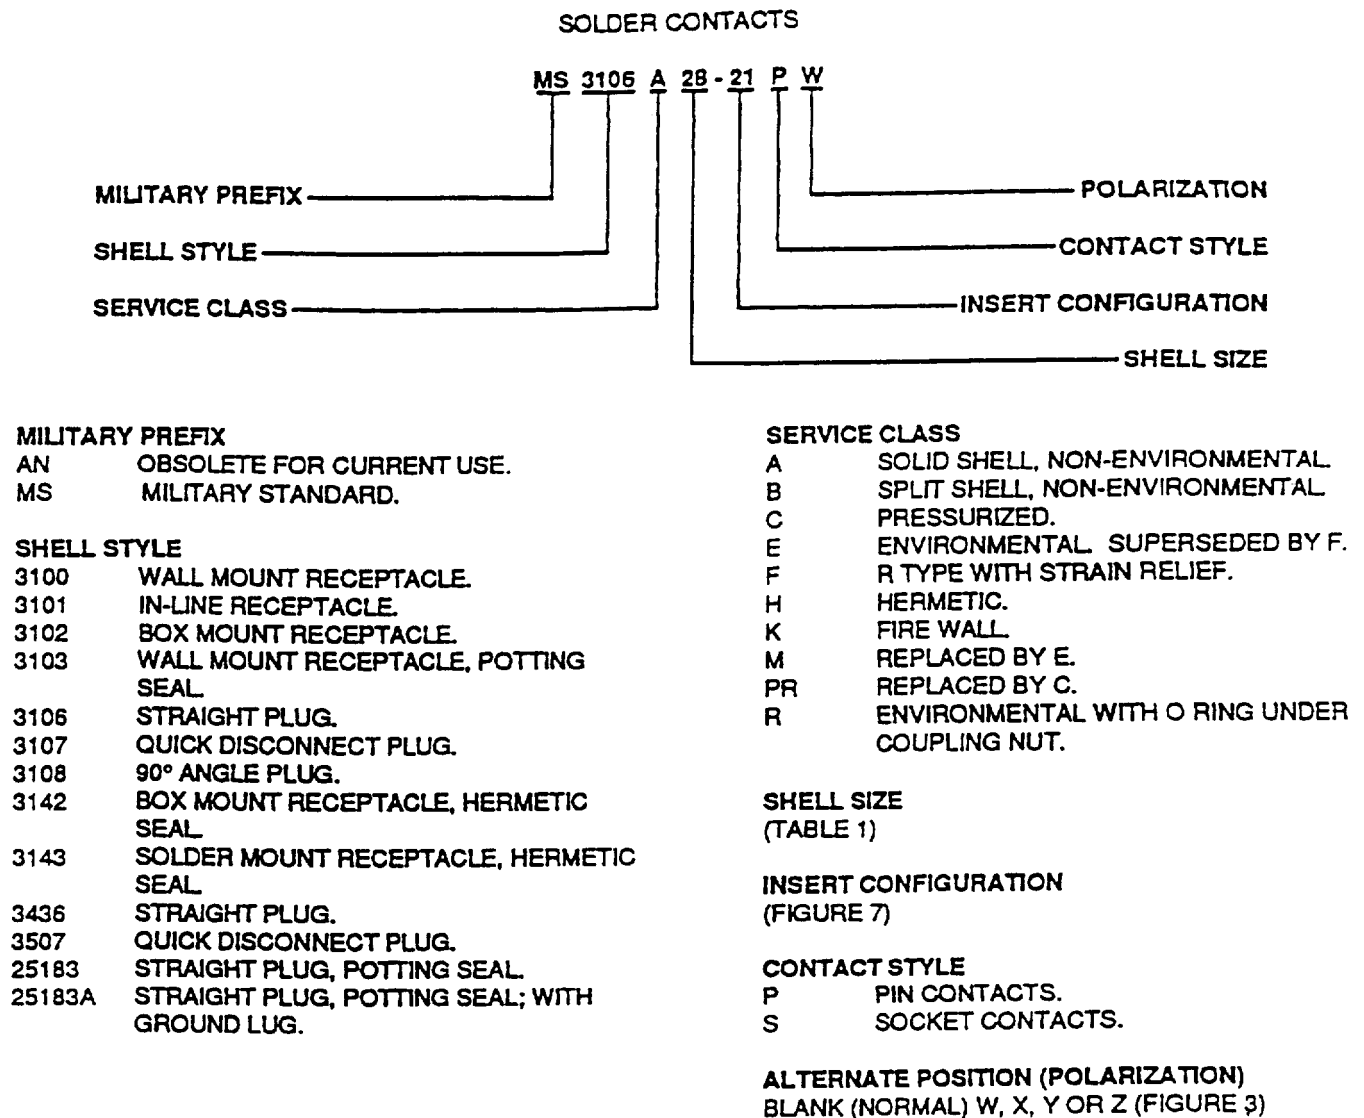 SOLDER CONTACTS
MS 3106 A 28 - 21 P W
MILITARY PREFIX
POLARIZATION
SHELL STYLE
CONTACT STYLE
SERVICE CLASS
INSERT CONFIGURATION
SHELL SIZE
MILITARY PREFIX
AN OBSOLETE FOR CURRENT USE.
MS MILITARY STANDARD.
SHELL STYLE
3100 WALL MOUNT RECEPTACLE.
3101 IN-LINE RECEPTACLE.
3102 BOX MOUNT RECEPTACLE.
3103 WALL MOUNT RECEPTACLE, POTTING
SEAL.
3106 STRAIGHT PLUG.
3107 QUICK DISCONNECT PLUG.
3108 90° ANGLE PLUG.
3142 BOX MOUNT RECEPTACLE, HERMETIC
SEAL.
3143 SOLDER MOUNT RECEPTACLE, HERMETIC
SEAL.
3436 STRAIGHT PLUG.
3507 QUICK DISCONNECT PLUG.
25183 STRAIGHT PLUG, POTTING SEAL.
25183A STRAIGHT PLUG, POTTING SEAL; WITH
GROUND LUG.
SERVICE CLASS
A SOLID SHELL, NON-ENVIRONMENTAL.
B SPLIT SHELL, NON-ENVIRONMENTAL.
C PRESSURIZED.
E ENVIRONMENTAL. SUPERSEDED BY F.
F R TYPE WITH STRAIN RELIEF.
H HERMETIC.
K FIRE WALL.
M REPLACED BY E.
PR REPLACED BY C.
R ENVIRONMENTAL WITH O RING UNDER
COUPLING NUT.
SHELL SIZE
(TABLE 1)
INSERT CONFIGURATION
(FIGURE 7)
CONTACT STYLE
P PIN CONTACTS.
S SOCKET CONTACTS.
ALTERNATE POSITION (POLARIZATION)
BLANK (NORMAL) W, X, Y OR Z (FIGURE 3)